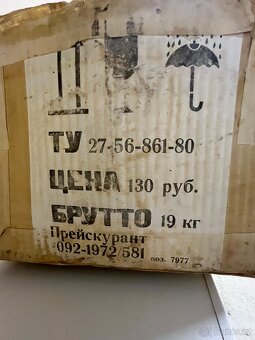 ТУ 27-56-861-80
ЦЕНА 130 руб.
БРУТТО 19 кг
Прейскурант
092-1972/581
поз. 7977